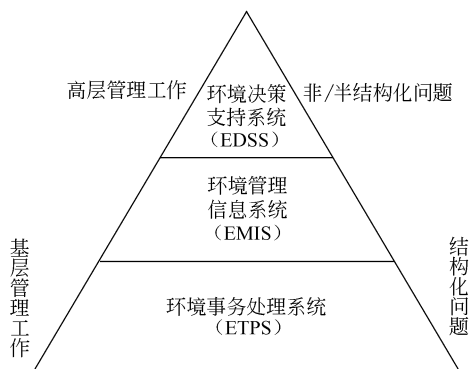 高层管理工作
环境决策
支持系统
（EDSS）
非/半结构化问题
环境管理
信息系统
（EMIS）
基层管理工作
环境事务处理系统
（ETPS）
结构化问题